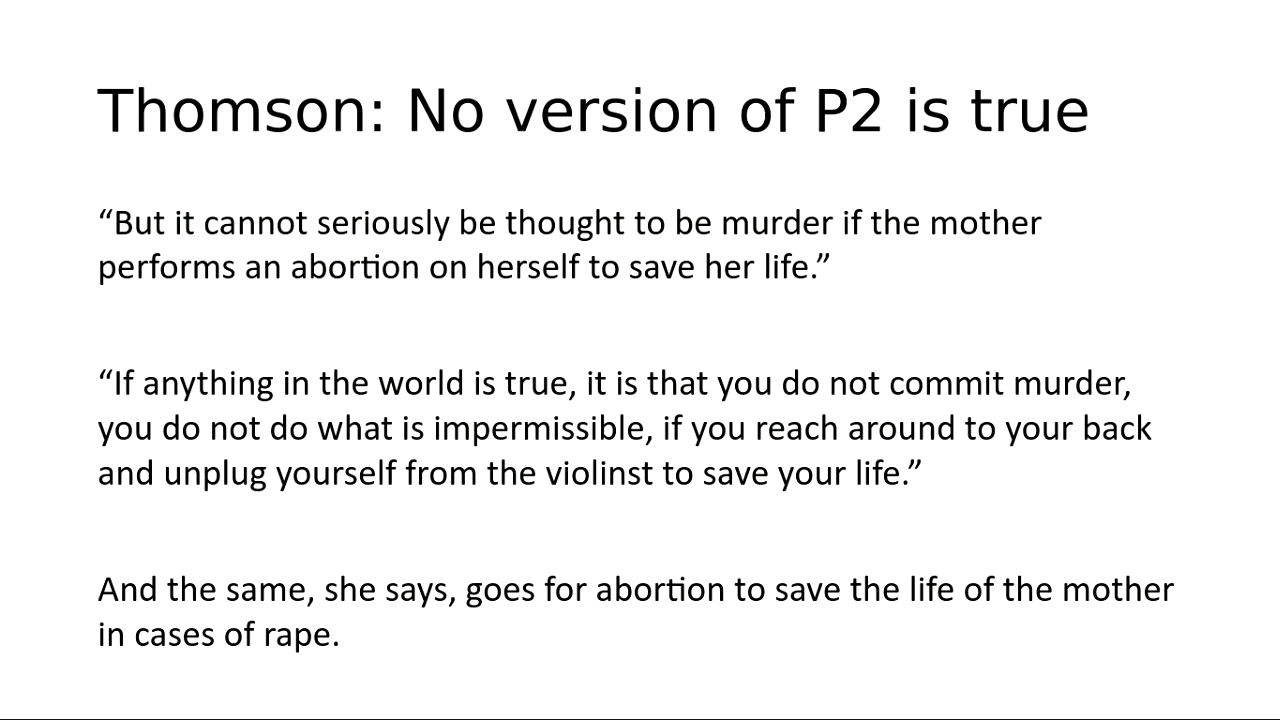 Thomson: No version of P2 is true
“But it cannot seriously be thought to be murder if the mother
performs an abortion on herself to save her life.”
“If anything in the world is true, it is that you do not commit murder,
you do not do what is impermissible, if you reach around to your back
and unplug yourself from the violinst to save your life.”
And the same, she says, goes for abortion to save the life of the mother
in cases of rape.